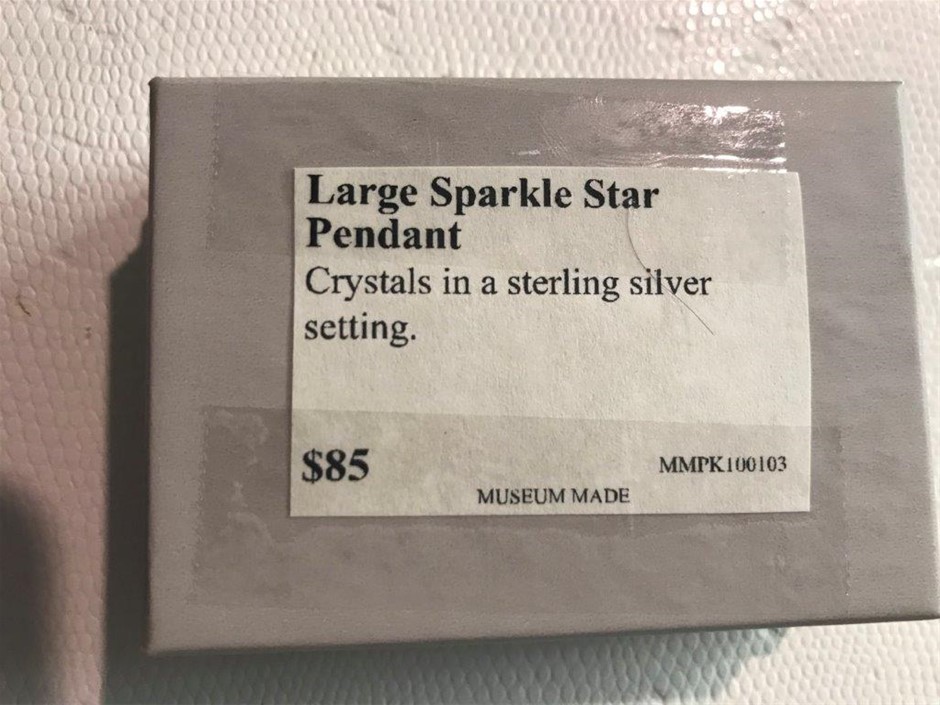 Large Sparkle Star
Pendant
Crystals in a sterling silver
setting.
$85
MMPK100103
MUSEUM MADE